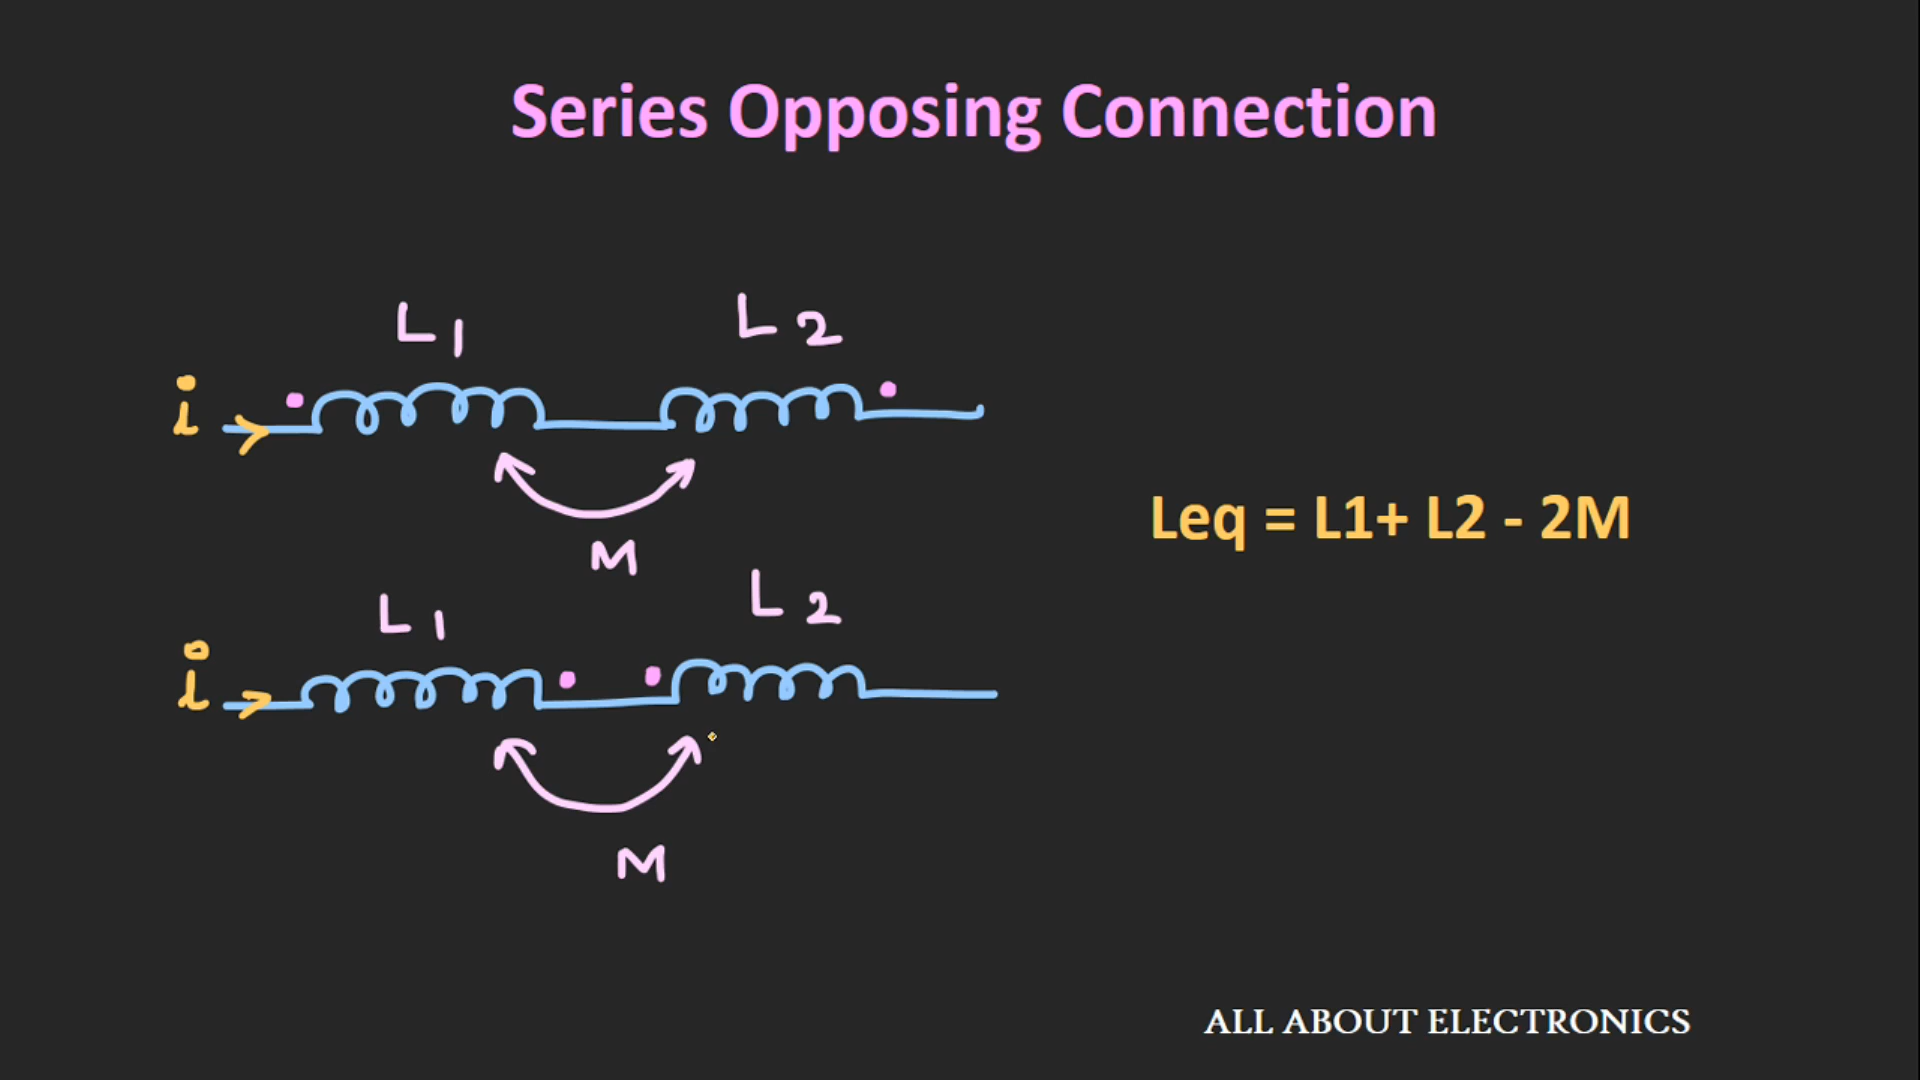 Series Opposing Connection
L1 L2
i
M
Leq = L1+ L2 - 2M
L1 L2
i
M
ALL ABOUT ELECTRONICS